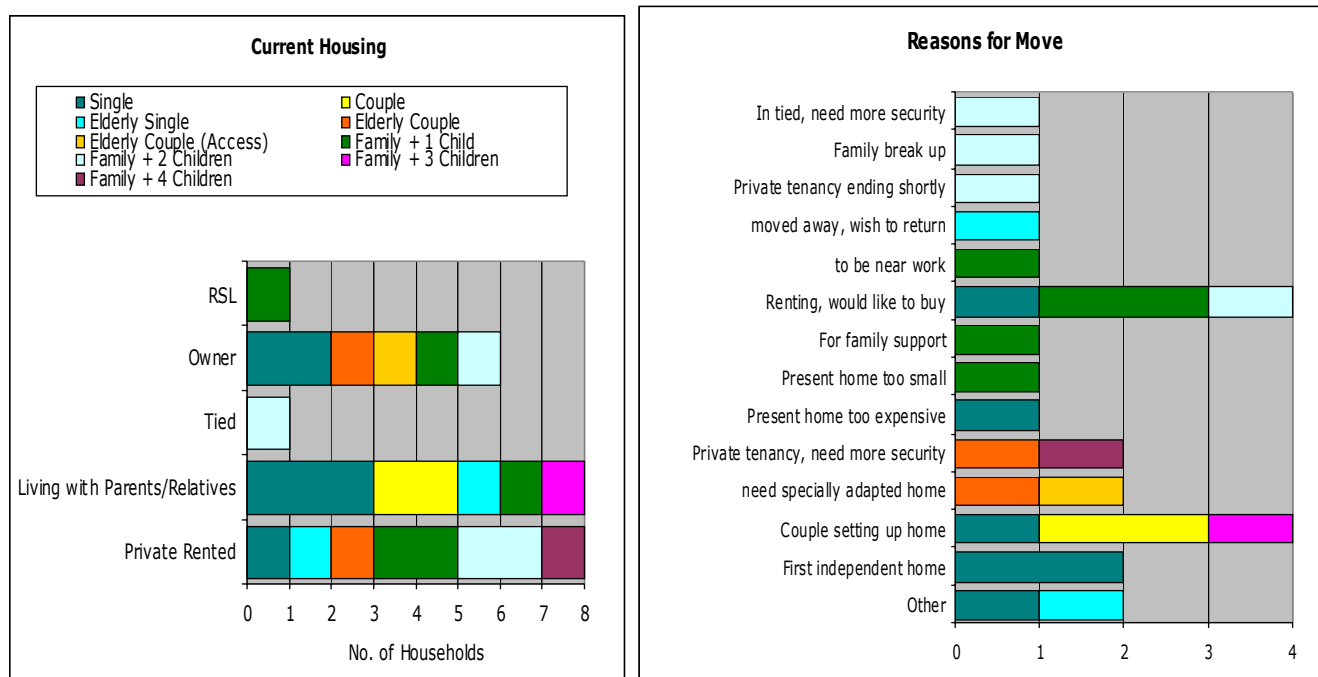 Current Housing
Single
Couple
Elderly Single
Elderly Couple
Elderly Couple (Access)
Family + 1 Child
Family + 2 Children
Family + 3 Children
Family + 4 Children
RSL
Owner
Tied
Living with Parents/Relatives
Private Rented
0 1 2 3 4 5 6 7 8
No. of Households
Reasons for Move
In tied, need more security
Family break up
Private tenancy ending shortly
moved away, wish to return
to be near work
Renting, would like to buy
For family support
Present home too small
Present home too expensive
Private tenancy, need more security
need specially adapted home
Couple setting up home
First independent home
Other
0 1 2 3 4